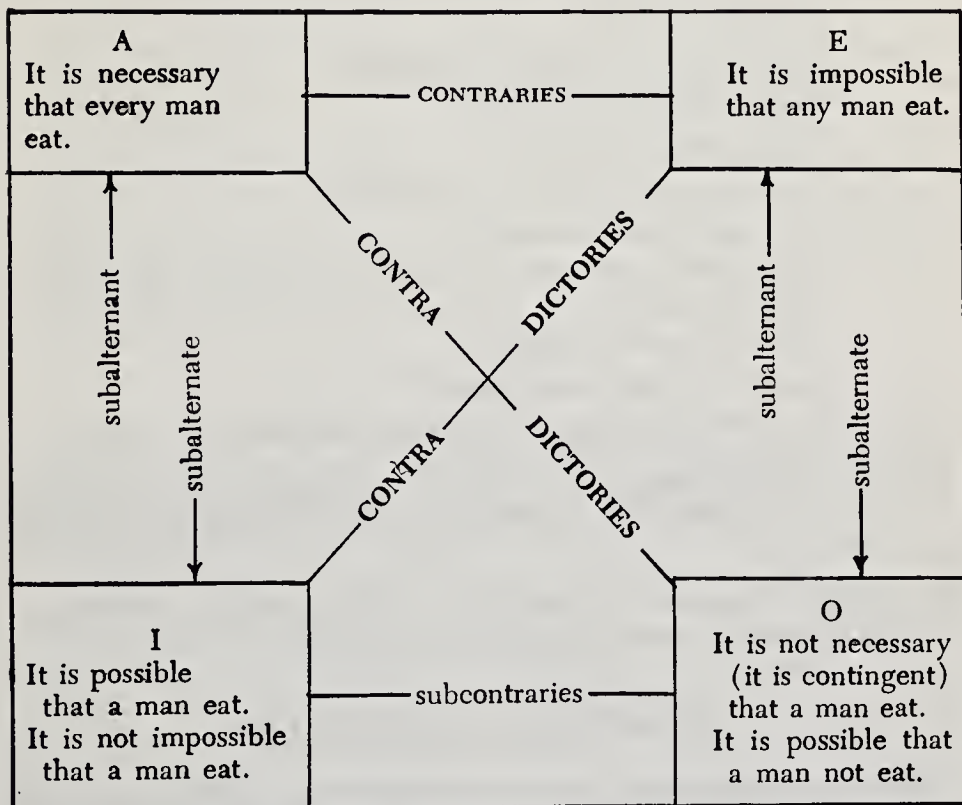 A
It is necessary
that every man
eat.
CONTRARIES
E
It is impossible
that any man eat.
subalternant
subalternate
CONTRA
DICTORIES
CONTRA
DICTORIES
subalternant
subalternate
I
It is possible
that a man eat.
It is not impossible
that a man eat.
subcontraries
O
It is not necessary
(it is contingent)
that a man eat.
It is possible that
a man not eat.